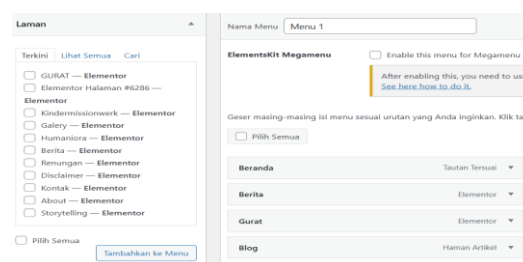 Laman
Terkini Lihat Semua Cari
GURAT — Elementor
Elementor Halaman #6286 —
Elementor
Kindermissionwerk — Elementor
Galery — Elementor
Humaniora — Elementor
Berita — Elementor
Renungan — Elementor
Disclaimer — Elementor
Kontak — Elementor
About — Elementor
Storytelling — Elementor
Pilih Semua
Tambahkan ke Menu
Nama Menu Menu 1
ElementsKit Megamenu Enable this menu for Megamenu
After enabling this, you need to us
See here how to do it.
Geser masing-masing isi menu sesuai urutan yang Anda inginkan. Klik ta
Pilih Semua
Beranda Tautan Tersuai
Berita Elementor
Gurat Elementor
Blog Haman Artikel